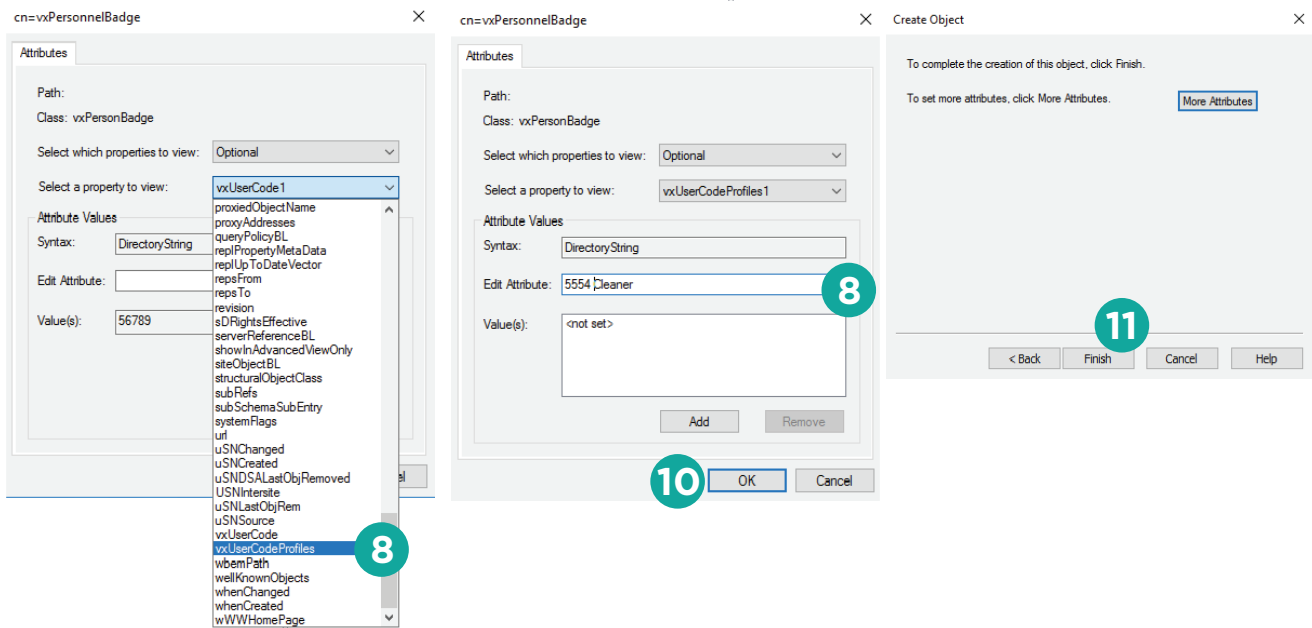 cn=vxPersonnelBadge
Attributes
Path:
Class: vxPersonBadge
Select which properties to view: Optional
Select a property to view: vxUserCode1
Attribute Values
Syntax: DirectoryString
Edit Attribute:
Value(s): 56789
proxiedObjectName
proxyAddresses
queryPolicyBL
replPropertyMetaData
replUpToDateVector
repsFrom
repsTo
revision
sDRightsEffective
serverReferenceBL
showInAdvancedViewOnly
siteObjectBL
structuralObjectClass
subRefs
subSchemaSubEntry
systemFlags
url
uSNChanged
uSNCreated
uSNDSALastObjRemoved
USNIntersite
uSNLastObjRem
uSNSource
vxUserCode
vxUserCodeProfiles
8
wbemPath
wellKnownObjects
whenChanged
whenCreated
wWWHomePage
cn=vxPersonnelBadge
Attributes
Path:
Class: vxPersonBadge
Select which properties to view: Optional
Select a property to view: vxUserCodeProfiles1
Attribute Values
Syntax: DirectoryString
Edit Attribute: 5554 Cleaner
8
Value(s): <not set>
Add Remove
10
OK Cancel
Create Object
To complete the creation of this object, click Finish.
To set more attributes, click More Attributes. More Attributes
11
< Back Finish Cancel Help